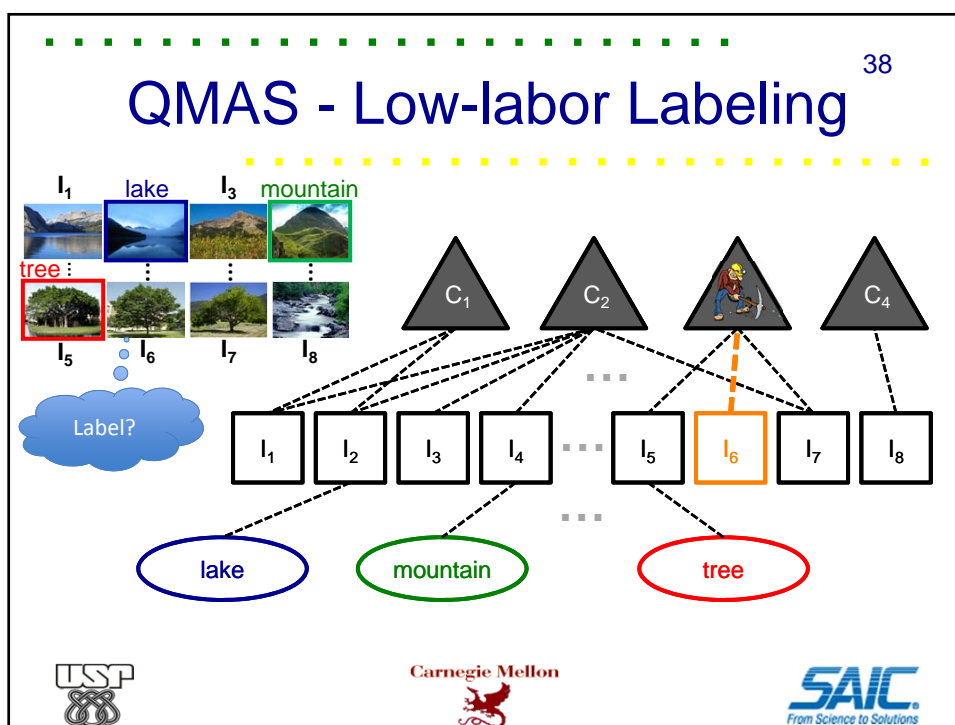 38
QMAS - Low-labor Labeling
I₁ lake I₃ mountain
tree
I₅ I₆ I₇ I₈
Label?
C₁ C₂ C₄
I₁ I₂ I₃ I₄ I₅ I₆ I₇ I₈
lake mountain tree
USP
Carnegie Mellon
SAIC
From Science to Solutions